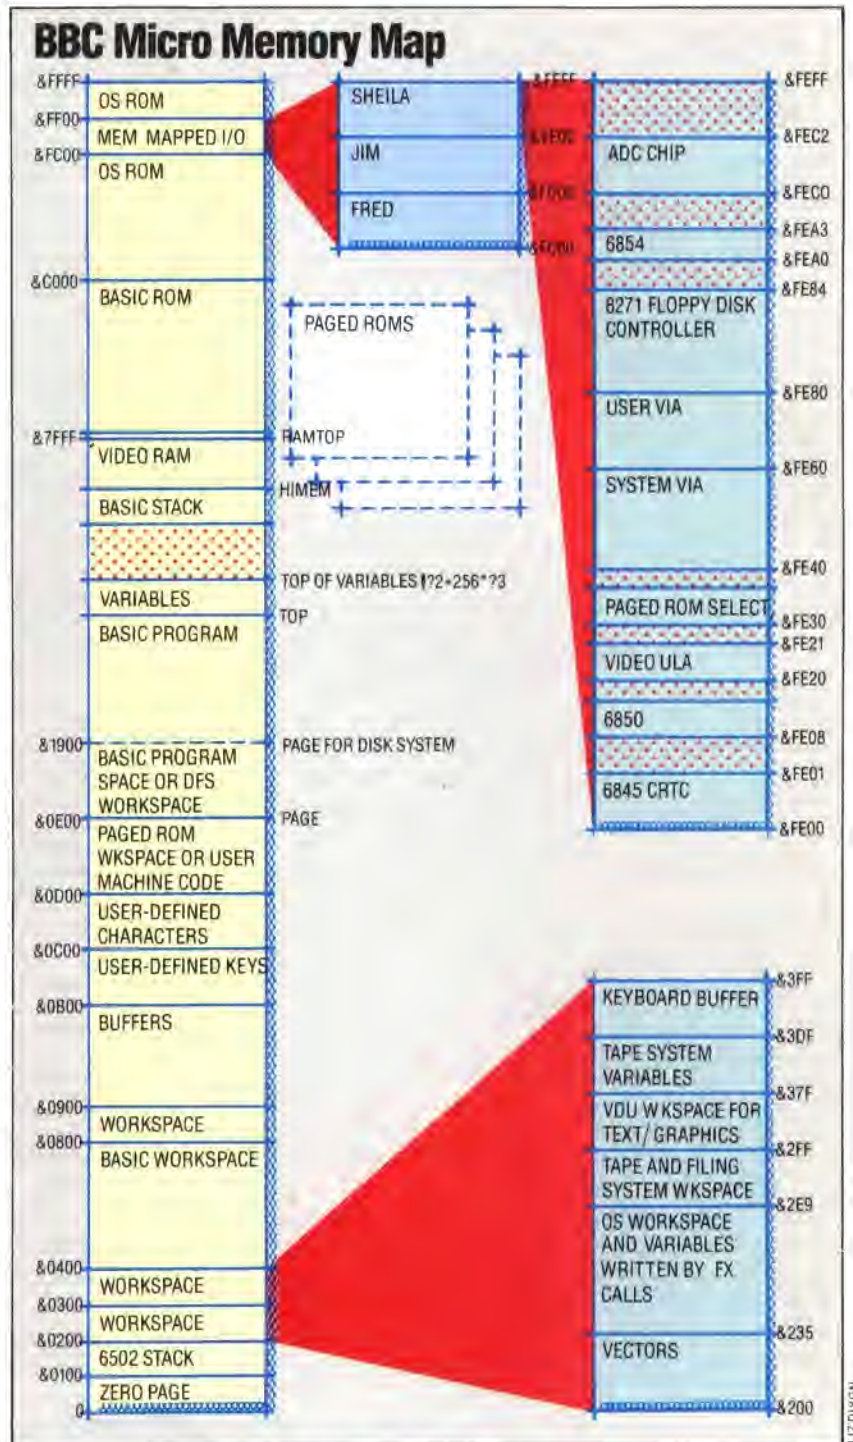 BBC Micro Memory Map
&FFFF
OS ROM
&FF00
MEM MAPPED I/O
&FC00
OS ROM
&C000
BASIC ROM
&7FFF
RAMTOP
VIDEO RAM
HIMEM
BASIC STACK
TOP OF VARIABLES !?2+256*?3
VARIABLES
TOP
BASIC PROGRAM
&1900
PAGE FOR DISK SYSTEM
BASIC PROGRAM
SPACE OR DFS
WORKSPACE
&0E00
PAGE
PAGED ROM
WKSPACE OR USER
MACHINE CODE
&0D00
USER-DEFINED
CHARACTERS
&0C00
USER-DEFINED KEYS
&0B00
BUFFERS
&0900
WORKSPACE
&0800
BASIC WORKSPACE
&0400
WORKSPACE
&0300
WORKSPACE
&0200
6502 STACK
&0100
ZERO PAGE
0
SHEILA
JIM
FRED
&FEFF
PAGED ROMS
&FEFF
&FEC2
ADC CHIP
&FEC0
&FEA3
6854
&FEA0
&FE84
8271 FLOPPY DISK
CONTROLLER
&FE80
USER VIA
&FE60
SYSTEM VIA
&FE40
PAGED ROM SELECT
&FE30
&FE21
VIDEO ULA
&FE20
6850
&FE08
&FE01
6845 CRTC
&FE00
&3FF
KEYBOARD BUFFER
&3DF
TAPE SYSTEM
VARIABLES
&37F
VDU WKSPACE FOR
TEXT/GRAPHICS
&2FF
TAPE AND FILING
SYSTEM WKSPACE
&2E9
OS WORKSPACE
AND VARIABLES
WRITTEN BY FX
CALLS
&235
VECTORS
&200
LIZ DIXON